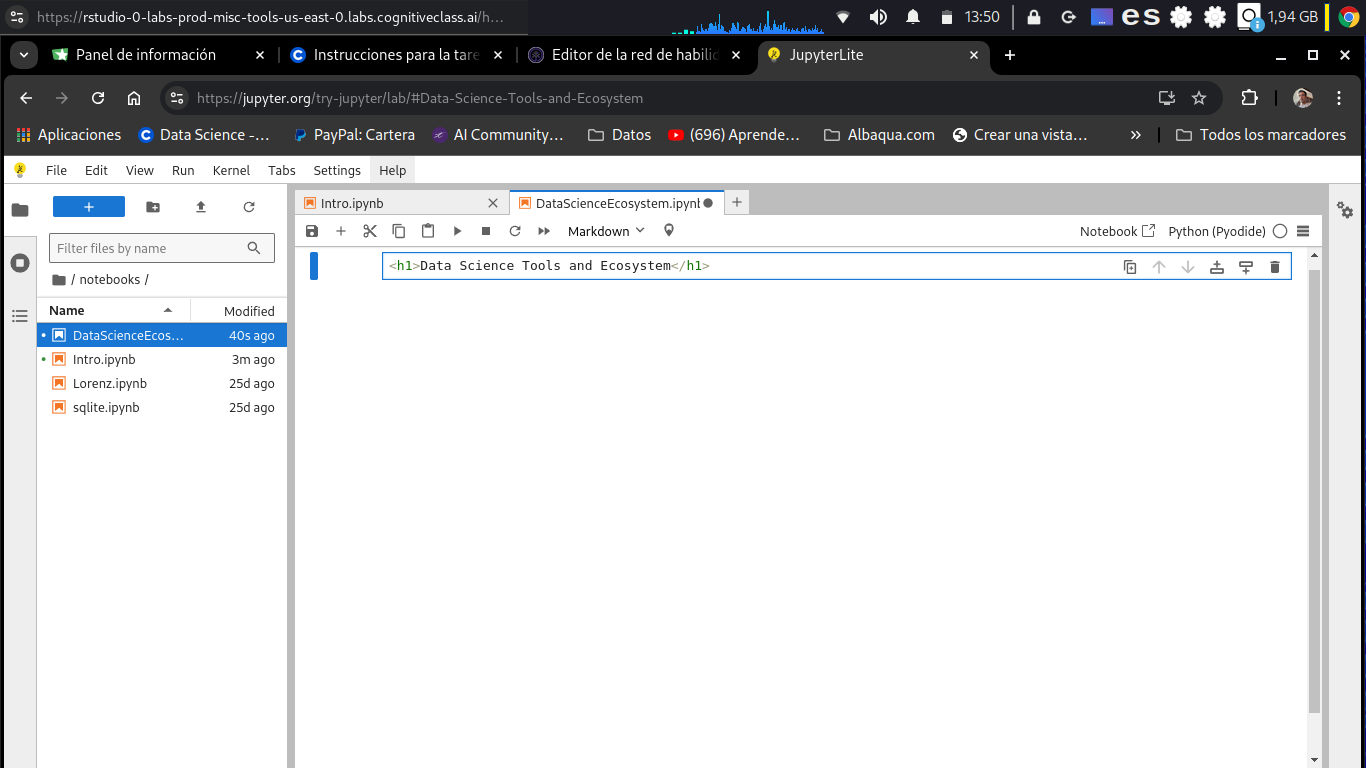 https://rstudio-0-labs-prod-misc-tools-us-east-0.labs.cognitiveclass.ai/h…
13:50
es
1,94 GB
Panel de información
Instrucciones para la tare
Editor de la red de habilid
JupyterLite
https://jupyter.org/try-jupyter/lab/#Data-Science-Tools-and-Ecosystem
Aplicaciones
Data Science -…
PayPal: Cartera
AI Community…
Datos
(696) Aprende…
Albaqua.com
Crear una vista…
»
Todos los marcadores
File Edit View Run Kernel Tabs Settings Help
Intro.ipynb
DataScienceEcosystem.ipynb
Markdown
Notebook
Python (Pyodide)
Filter files by name
/ notebooks /
Name Modified
DataScienceEcos… 40s ago
Intro.ipynb 3m ago
Lorenz.ipynb 25d ago
sqlite.ipynb 25d ago
<h1>Data Science Tools and Ecosystem</h1>